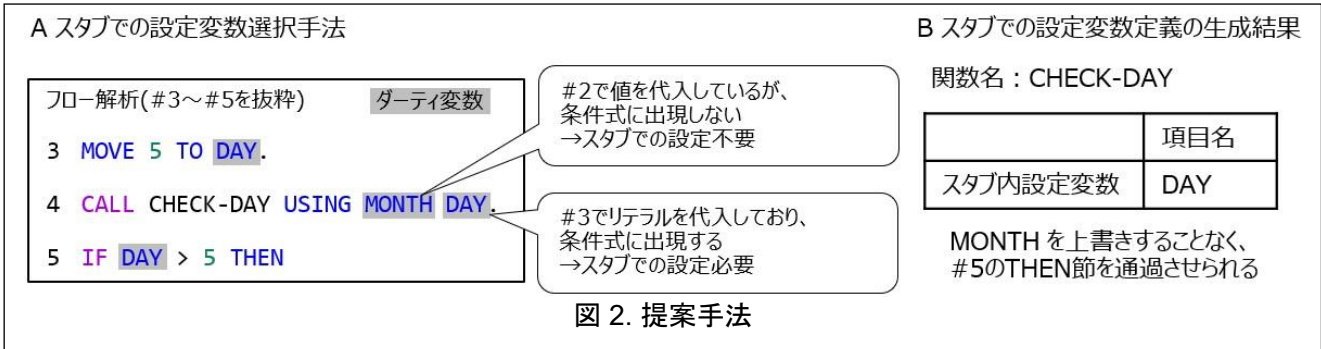 A スタブでの設定変数選択手法
フロー解析(#3~#5を抜粋) ダーティ変数
3 MOVE 5 TO DAY.
4 CALL CHECK-DAY USING MONTH DAY.
5 IF DAY > 5 THEN
#2で値を代入しているが、
条件式に出現しない
→スタブでの設定不要
#3でリテラルを代入しており、
条件式に出現する
→スタブでの設定必要
B スタブでの設定変数定義の生成結果
関数名:CHECK-DAY
項目名
スタブ内設定変数 DAY
MONTH を上書きすることなく、
#5のTHEN節を通過させられる
図 2. 提案手法